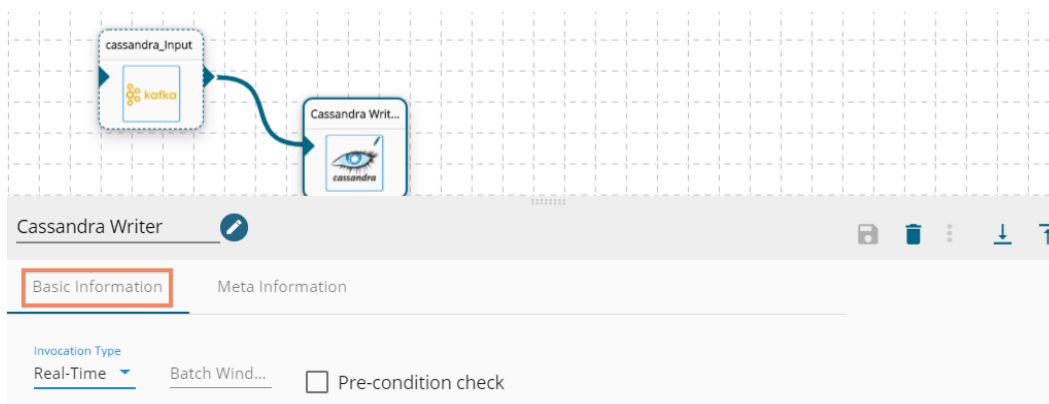 cassandra_Input
kafka
Cassandra Writ...
cassandra
Cassandra Writer
Basic Information
Meta Information
Invocation Type
Real-Time
Batch Wind...
Pre-condition check